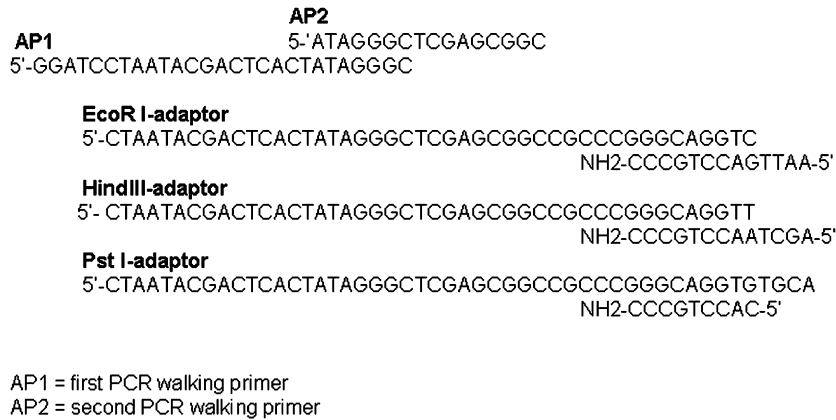 AP2
5-'ATAGGGCTCGAGCGGC
AP1
5'-GGATCCTAATACGACTCACTATAGGGC
EcoR I-adaptor
5'-CTAATACGACTCACTATAGGGCTCGAGCGGCCGCCCGGGCAGGTC
NH2-CCCGTCCAGTTAA-5'
HindIII-adaptor
5'- CTAATACGACTCACTATAGGGCTCGAGCGGCCGCCCGGGCAGGTT
NH2-CCCGTCCAATCGA-5'
Pst I-adaptor
5'-CTAATACGACTCACTATAGGGCTCGAGCGGCCGCCCGGGCAGGTGTGCA
NH2-CCCGTCCAC-5'
AP1 = first PCR walking primer
AP2 = second PCR walking primer